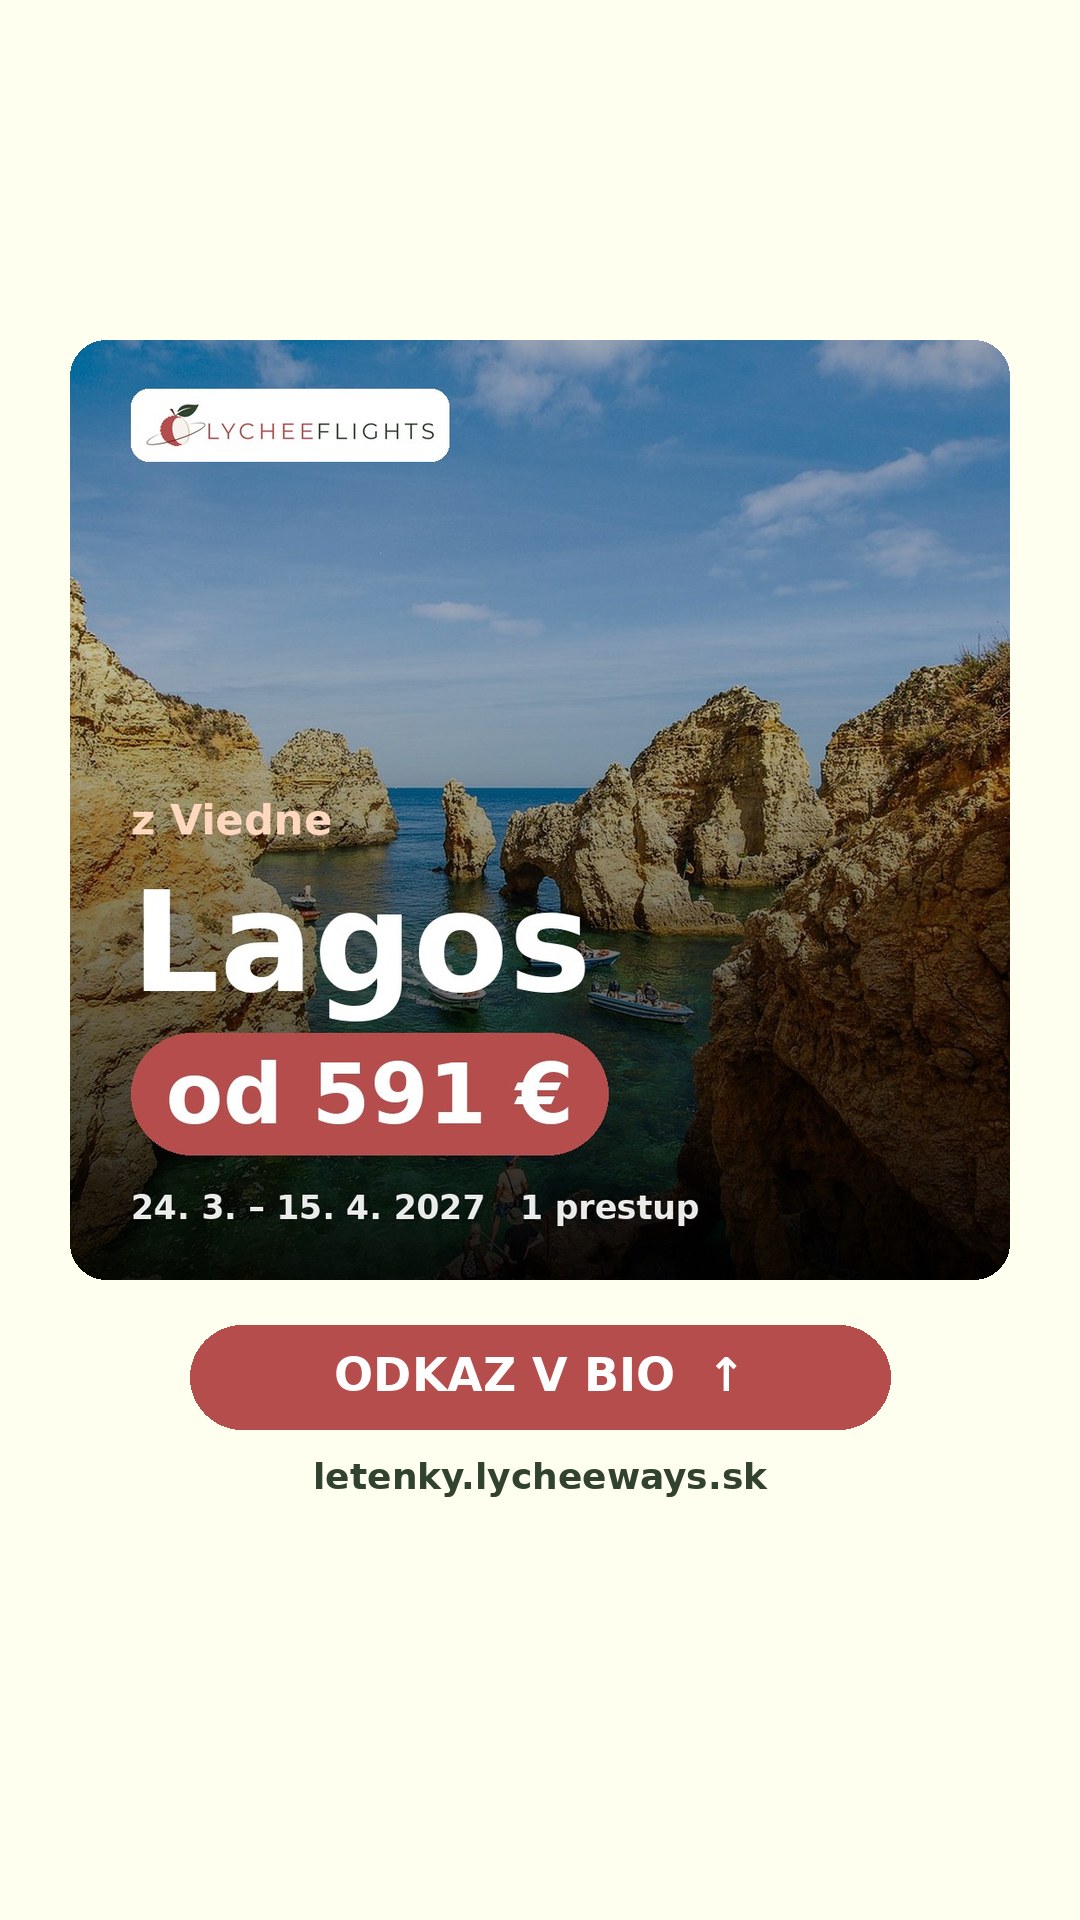 LYCHEEFLIGHTS
z Viedne
Lagos
od 591 €
24. 3. – 15. 4. 2027 1 prestup
ODKAZ V BIO ↑
letenky.lycheeways.sk